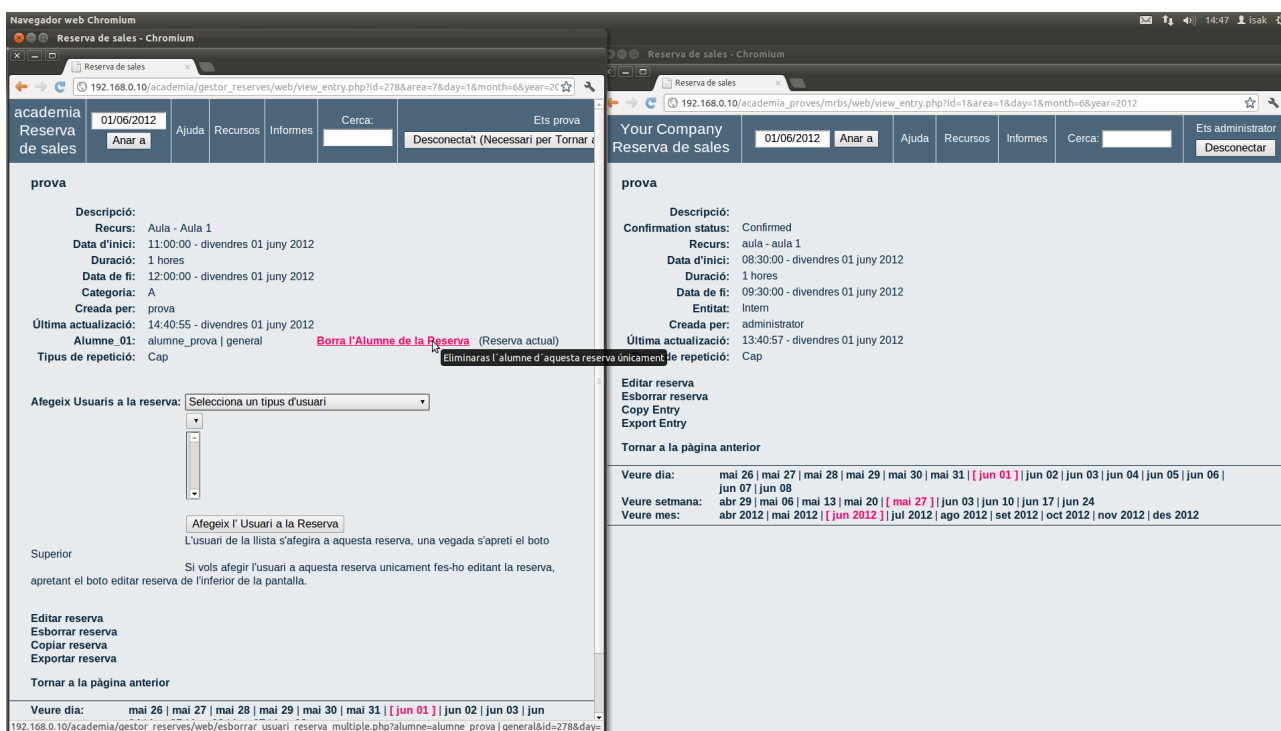 Navegador web Chromium
14:47 isak
Reserva de sales - Chromium
Reserva de sales
192.168.0.10/academia/gestor_reserves/web/view_entry.php?id=278&area=7&day=1&month=6&year=20
academia
Reserva
de sales
01/06/2012
Anar a
Ajuda
Recursos
Informes
Cerca:
Ets prova
Desconecta't (Necessari per Tornar a
prova
Descripció:
Recurs: Aula - Aula 1
Data d'inici: 11:00:00 - divendres 01 juny 2012
Duració: 1 hores
Data de fi: 12:00:00 - divendres 01 juny 2012
Categoria: A
Creada per: prova
Última actualizació: 14:40:55 - divendres 01 juny 2012
Alumne_01: alumne_prova | general Borra l'Alumne de la Reserva (Reserva actual)
Tipus de repetició: Cap
Eliminaras l´alumne d´aquesta reserva únicament
Afegeix Usuaris a la reserva: Selecciona un tipus d'usuari
Afegeix l' Usuari a la Reserva
L'usuari de la llista s'afegira a aquesta reserva, una vegada s'apreti el boto
Superior
Si vols afegir l'usuari a aquesta reserva unicament fes-ho editant la reserva,
apretant el boto editar reserva de l'inferior de la pantalla.
Editar reserva
Esborrar reserva
Copiar reserva
Exportar reserva
Tornar a la pàgina anterior
Veure dia: mai 26 | mai 27 | mai 28 | mai 29 | mai 30 | mai 31 | [ jun 01 ] | jun 02 | jun 03 | jun
192.168.0.10/academia/gestor_reserves/web/esborrar_usuari_reserva_multiple.php?alumne=alumne_prova | general&id=278&day=
Reserva de sales - Chromium
Reserva de sales
192.168.0.10/academia_proves/mrbs/web/view_entry.php?id=1&area=1&day=1&month=6&year=2012
Your Company
Reserva de sales
01/06/2012 Anar a
Ajuda
Recursos
Informes
Cerca:
Ets administrator
Desconectar
prova
Descripció:
Confirmation status: Confirmed
Recurs: aula - aula 1
Data d'inici: 08:30:00 - divendres 01 juny 2012
Duració: 1 hores
Data de fi: 09:30:00 - divendres 01 juny 2012
Entitat: Intern
Creada per: administrator
Última actualizació: 13:40:57 - divendres 01 juny 2012
de repetició: Cap
Editar reserva
Esborrar reserva
Copy Entry
Export Entry
Tornar a la pàgina anterior
Veure dia: mai 26 | mai 27 | mai 28 | mai 29 | mai 30 | mai 31 | [ jun 01 ] | jun 02 | jun 03 | jun 04 | jun 05 | jun 06 |
jun 07 | jun 08
Veure setmana: abr 29 | mai 06 | mai 13 | mai 20 | [ mai 27 ] | jun 03 | jun 10 | jun 17 | jun 24
Veure mes: abr 2012 | mai 2012 | [ jun 2012 ] | jul 2012 | ago 2012 | set 2012 | oct 2012 | nov 2012 | des 2012